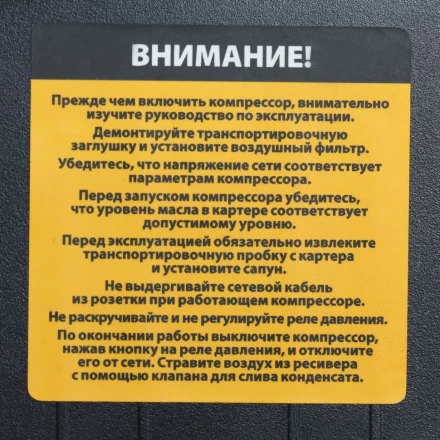 ВНИМАНИЕ!
Прежде чем включить компрессор, внимательно
изучите руководство по эксплуатации.
Демонтируйте транспортировочную
заглушку и установите воздушный фильтр.
Убедитесь, что напряжение сети соответствует
параметрам компрессора.
Перед запуском компрессора убедитесь,
что уровень масла в картере соответствует
допустимому уровню.
Перед эксплуатацией обязательно извлеките
транспортировочную пробку с картера
и установите сапун.
Не выдергивайте сетевой кабель
из розетки при работающем компрессоре.
Не раскручивайте и не регулируйте реле давления.
По окончании работы выключите компрессор,
нажав кнопку на реле давления, и отключите
его от сети. Стравите воздух из ресивера
с помощью клапана для слива конденсата.